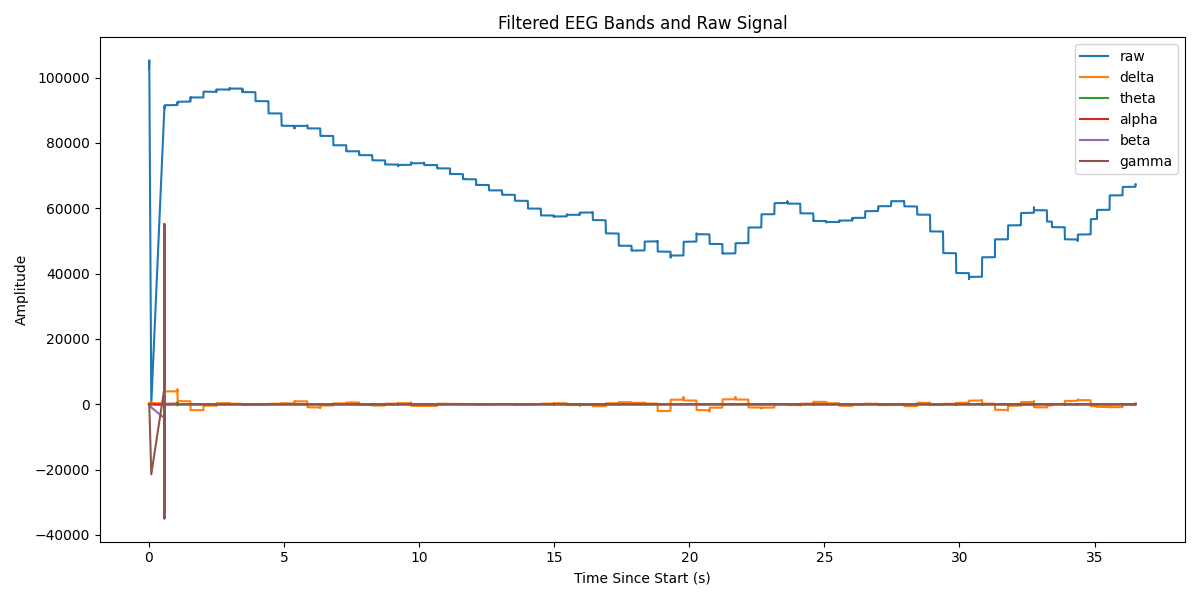 Filtered EEG Bands and Raw Signal
raw
delta
theta
alpha
beta
gamma
100000
80000
60000
40000
20000
0
−20000
−40000
Amplitude
0 5 10 15 20 25 30 35
Time Since Start (s)